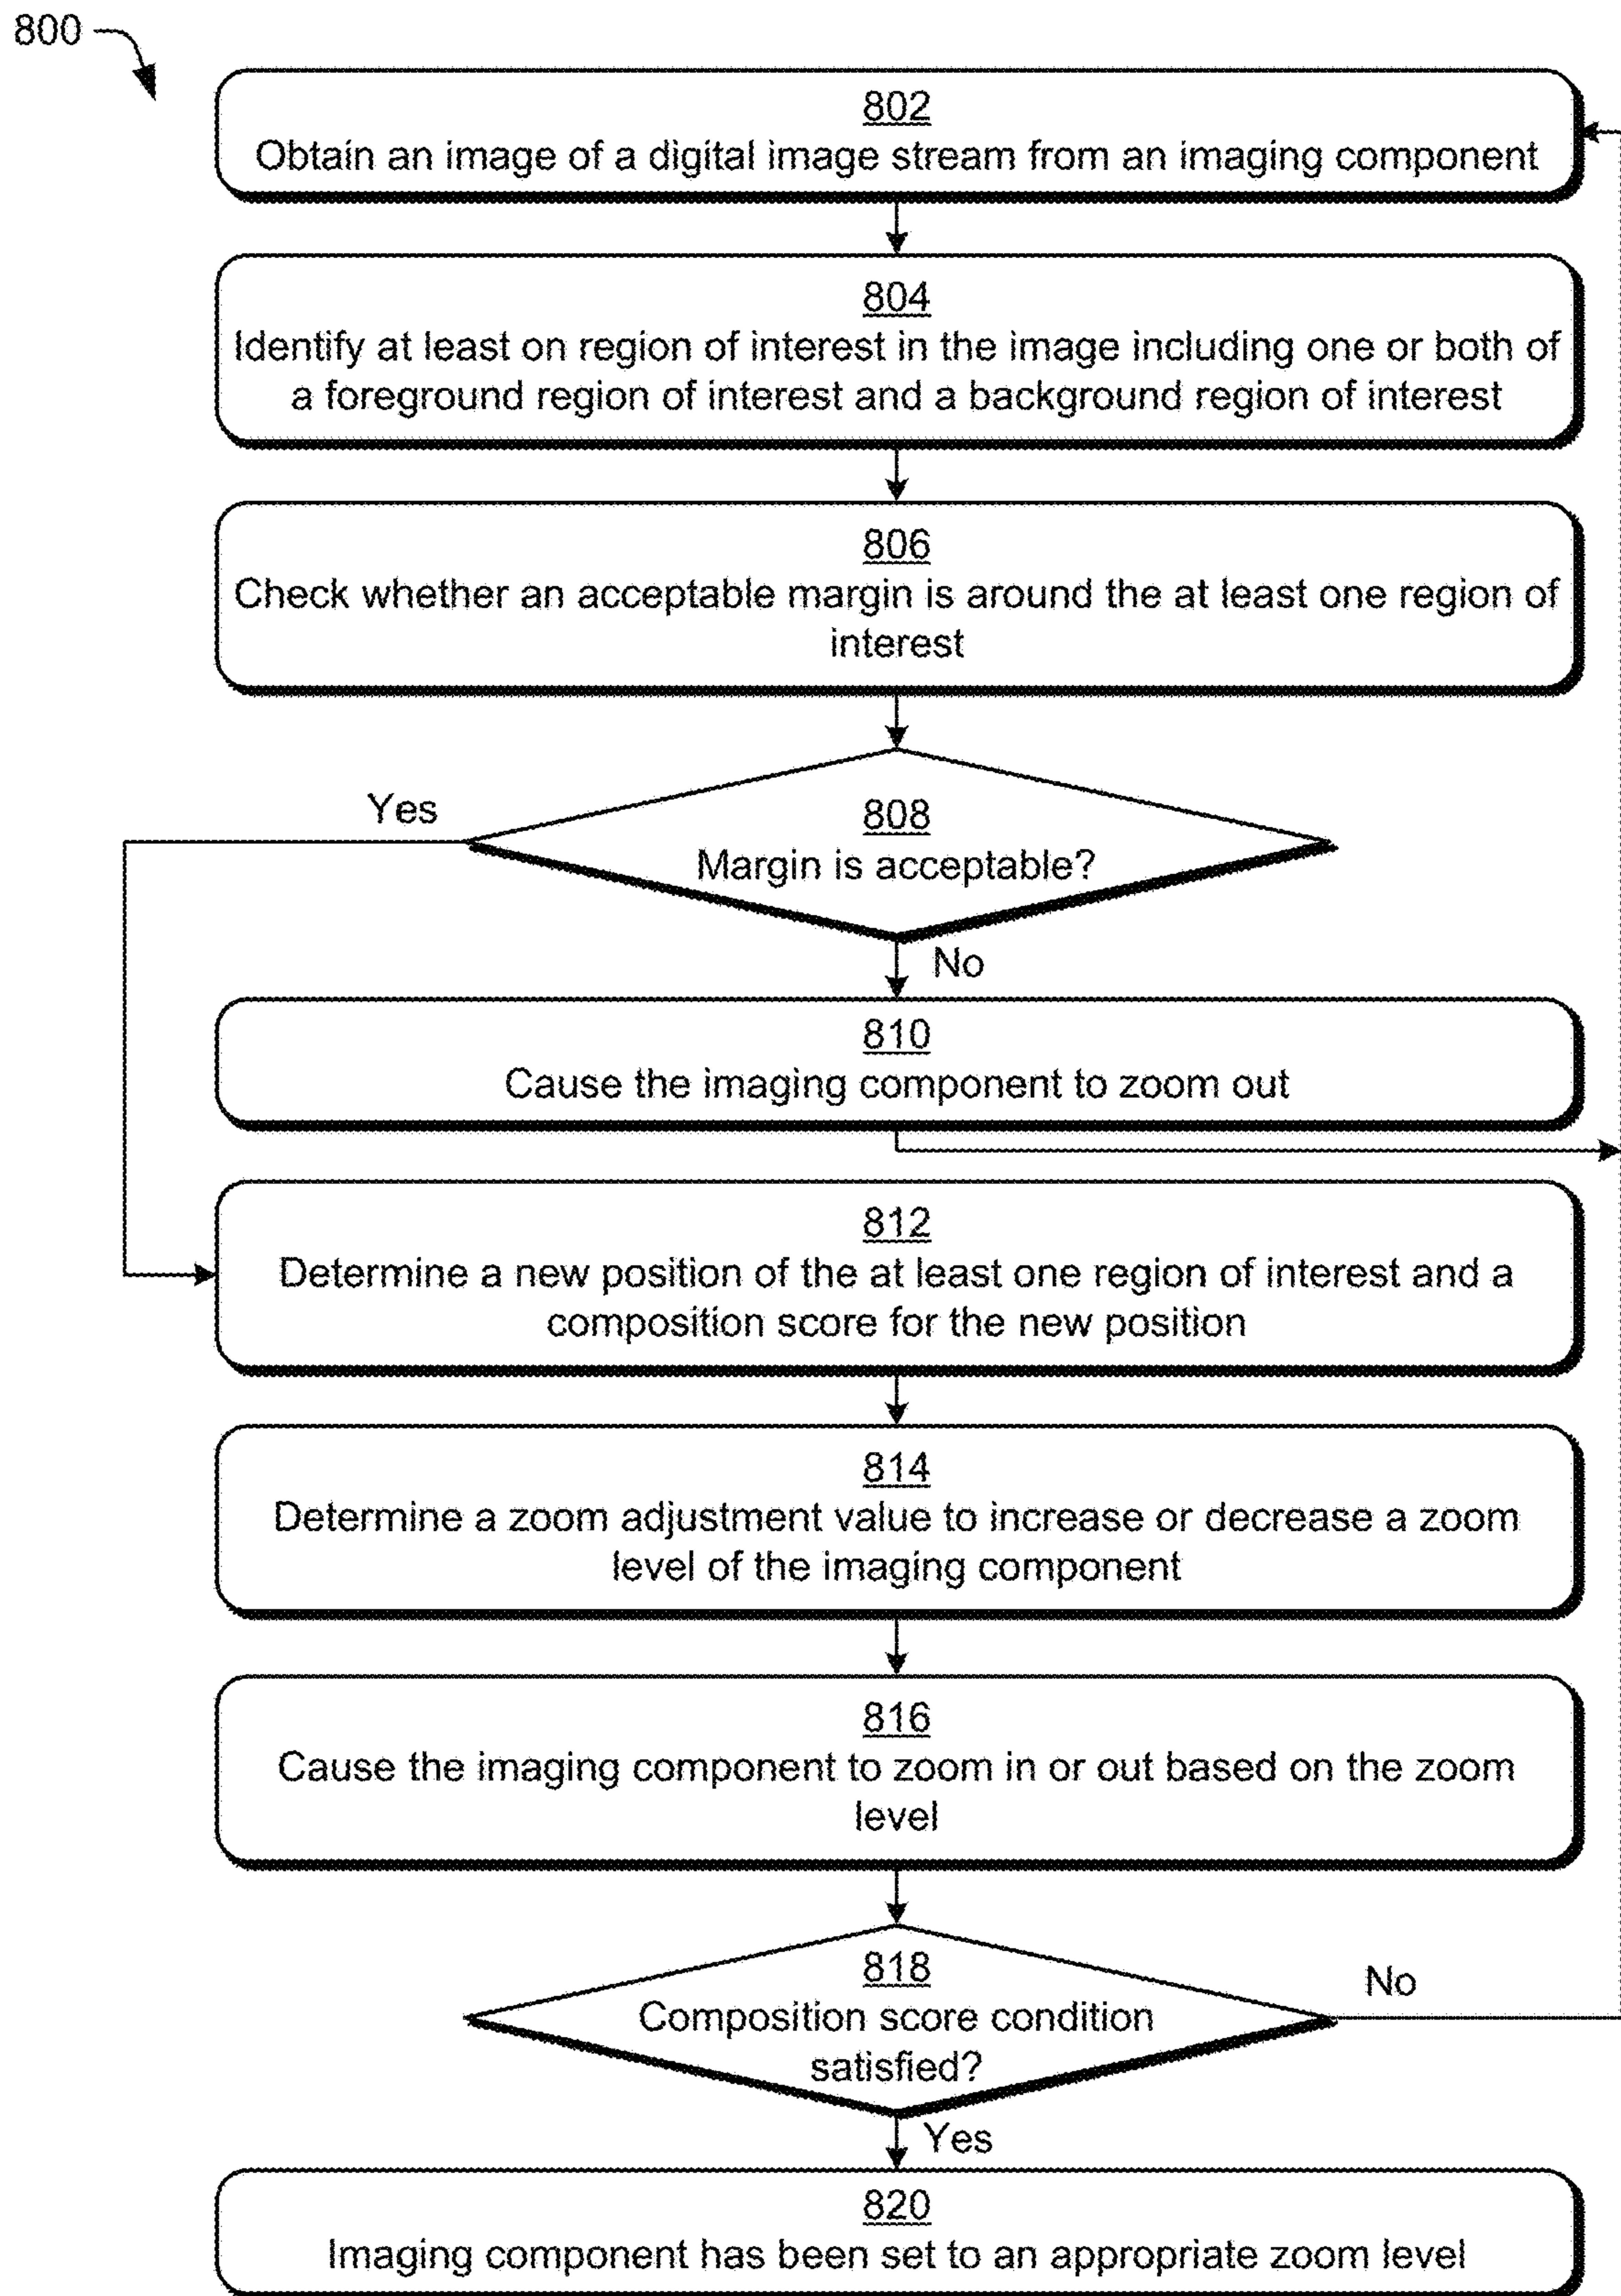 800
802
Obtain an image of a digital image stream from an imaging component
804
Identify at least on region of interest in the image including one or both of
a foreground region of interest and a background region of interest
806
Check whether an acceptable margin is around the at least one region of
interest
Yes
808
Margin is acceptable?
No
810
Cause the imaging component to zoom out
812
Determine a new position of the at least one region of interest and a
composition score for the new position
814
Determine a zoom adjustment value to increase or decrease a zoom
level of the imaging component
816
Cause the imaging component to zoom in or out based on the zoom
level
818
Composition score condition
satisfied?
No
Yes
820
Imaging component has been set to an appropriate zoom level